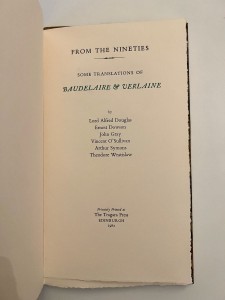 FROM THE NINETIES
SOME TRANSLATIONS OF
BAUDELAIRE & VERLAINE
by
Lord Alfred Douglas
Ernest Dowson
John Gray
Vincent O'Sullivan
Arthur Symons
Theodore Wratislaw
Privately Printed at
The Tragara Press
EDINBURGH